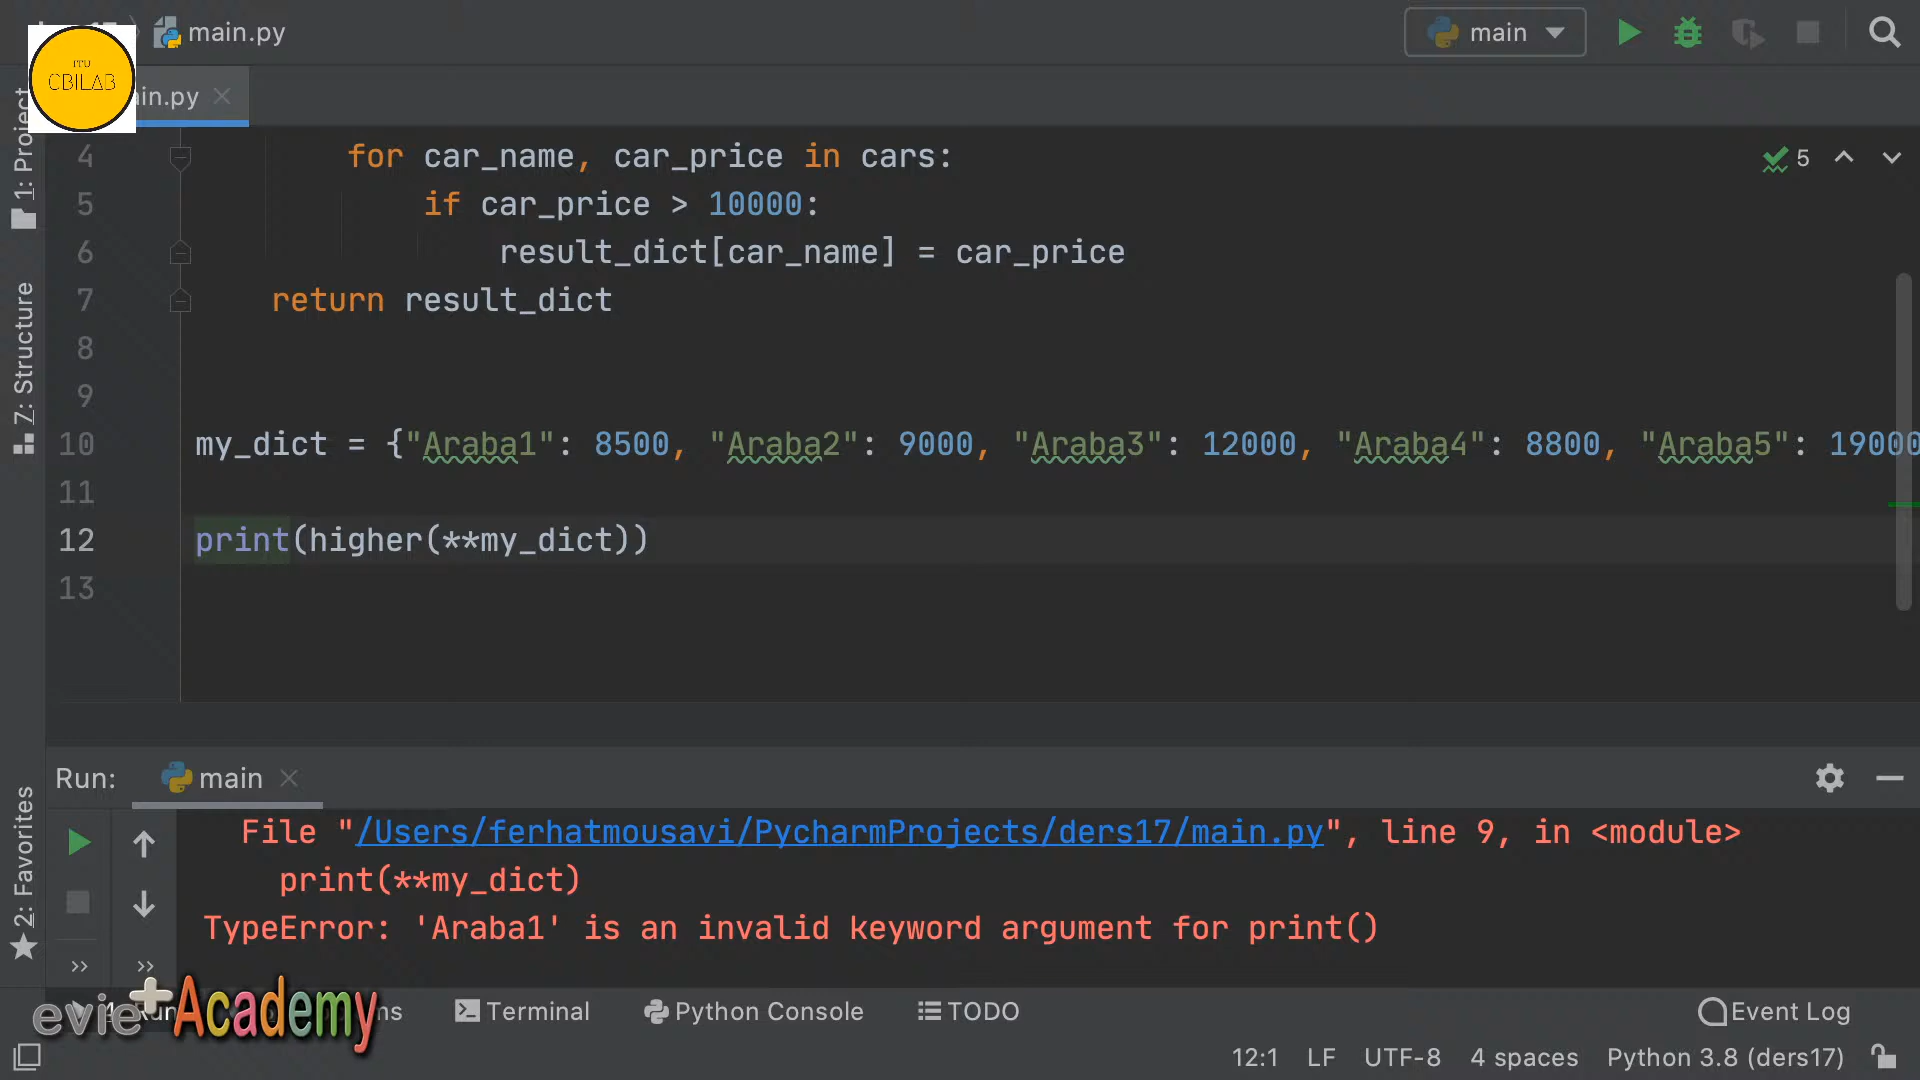 main.py
main
ITU
CBILAB
in.py
1: Project
4 for car_name, car_price in cars:
5
5 if car_price > 10000:
6 result_dict[car_name] = car_price
7 return result_dict
8
9
10 my_dict = {"Araba1": 8500, "Araba2": 9000, "Araba3": 12000, "Araba4": 8800, "Araba5": 19000
11
12 print(higher(**my_dict))
13
Z: Structure
2: Favorites
Run: main
File "/Users/ferhatmousavi/PycharmProjects/ders17/main.py", line 9, in <module>
print(**my_dict)
TypeError: 'Araba1' is an invalid keyword argument for print()
evie+Academy
Terminal
Python Console
TODO
Event Log
12:1 LF UTF-8 4 spaces Python 3.8 (ders17)